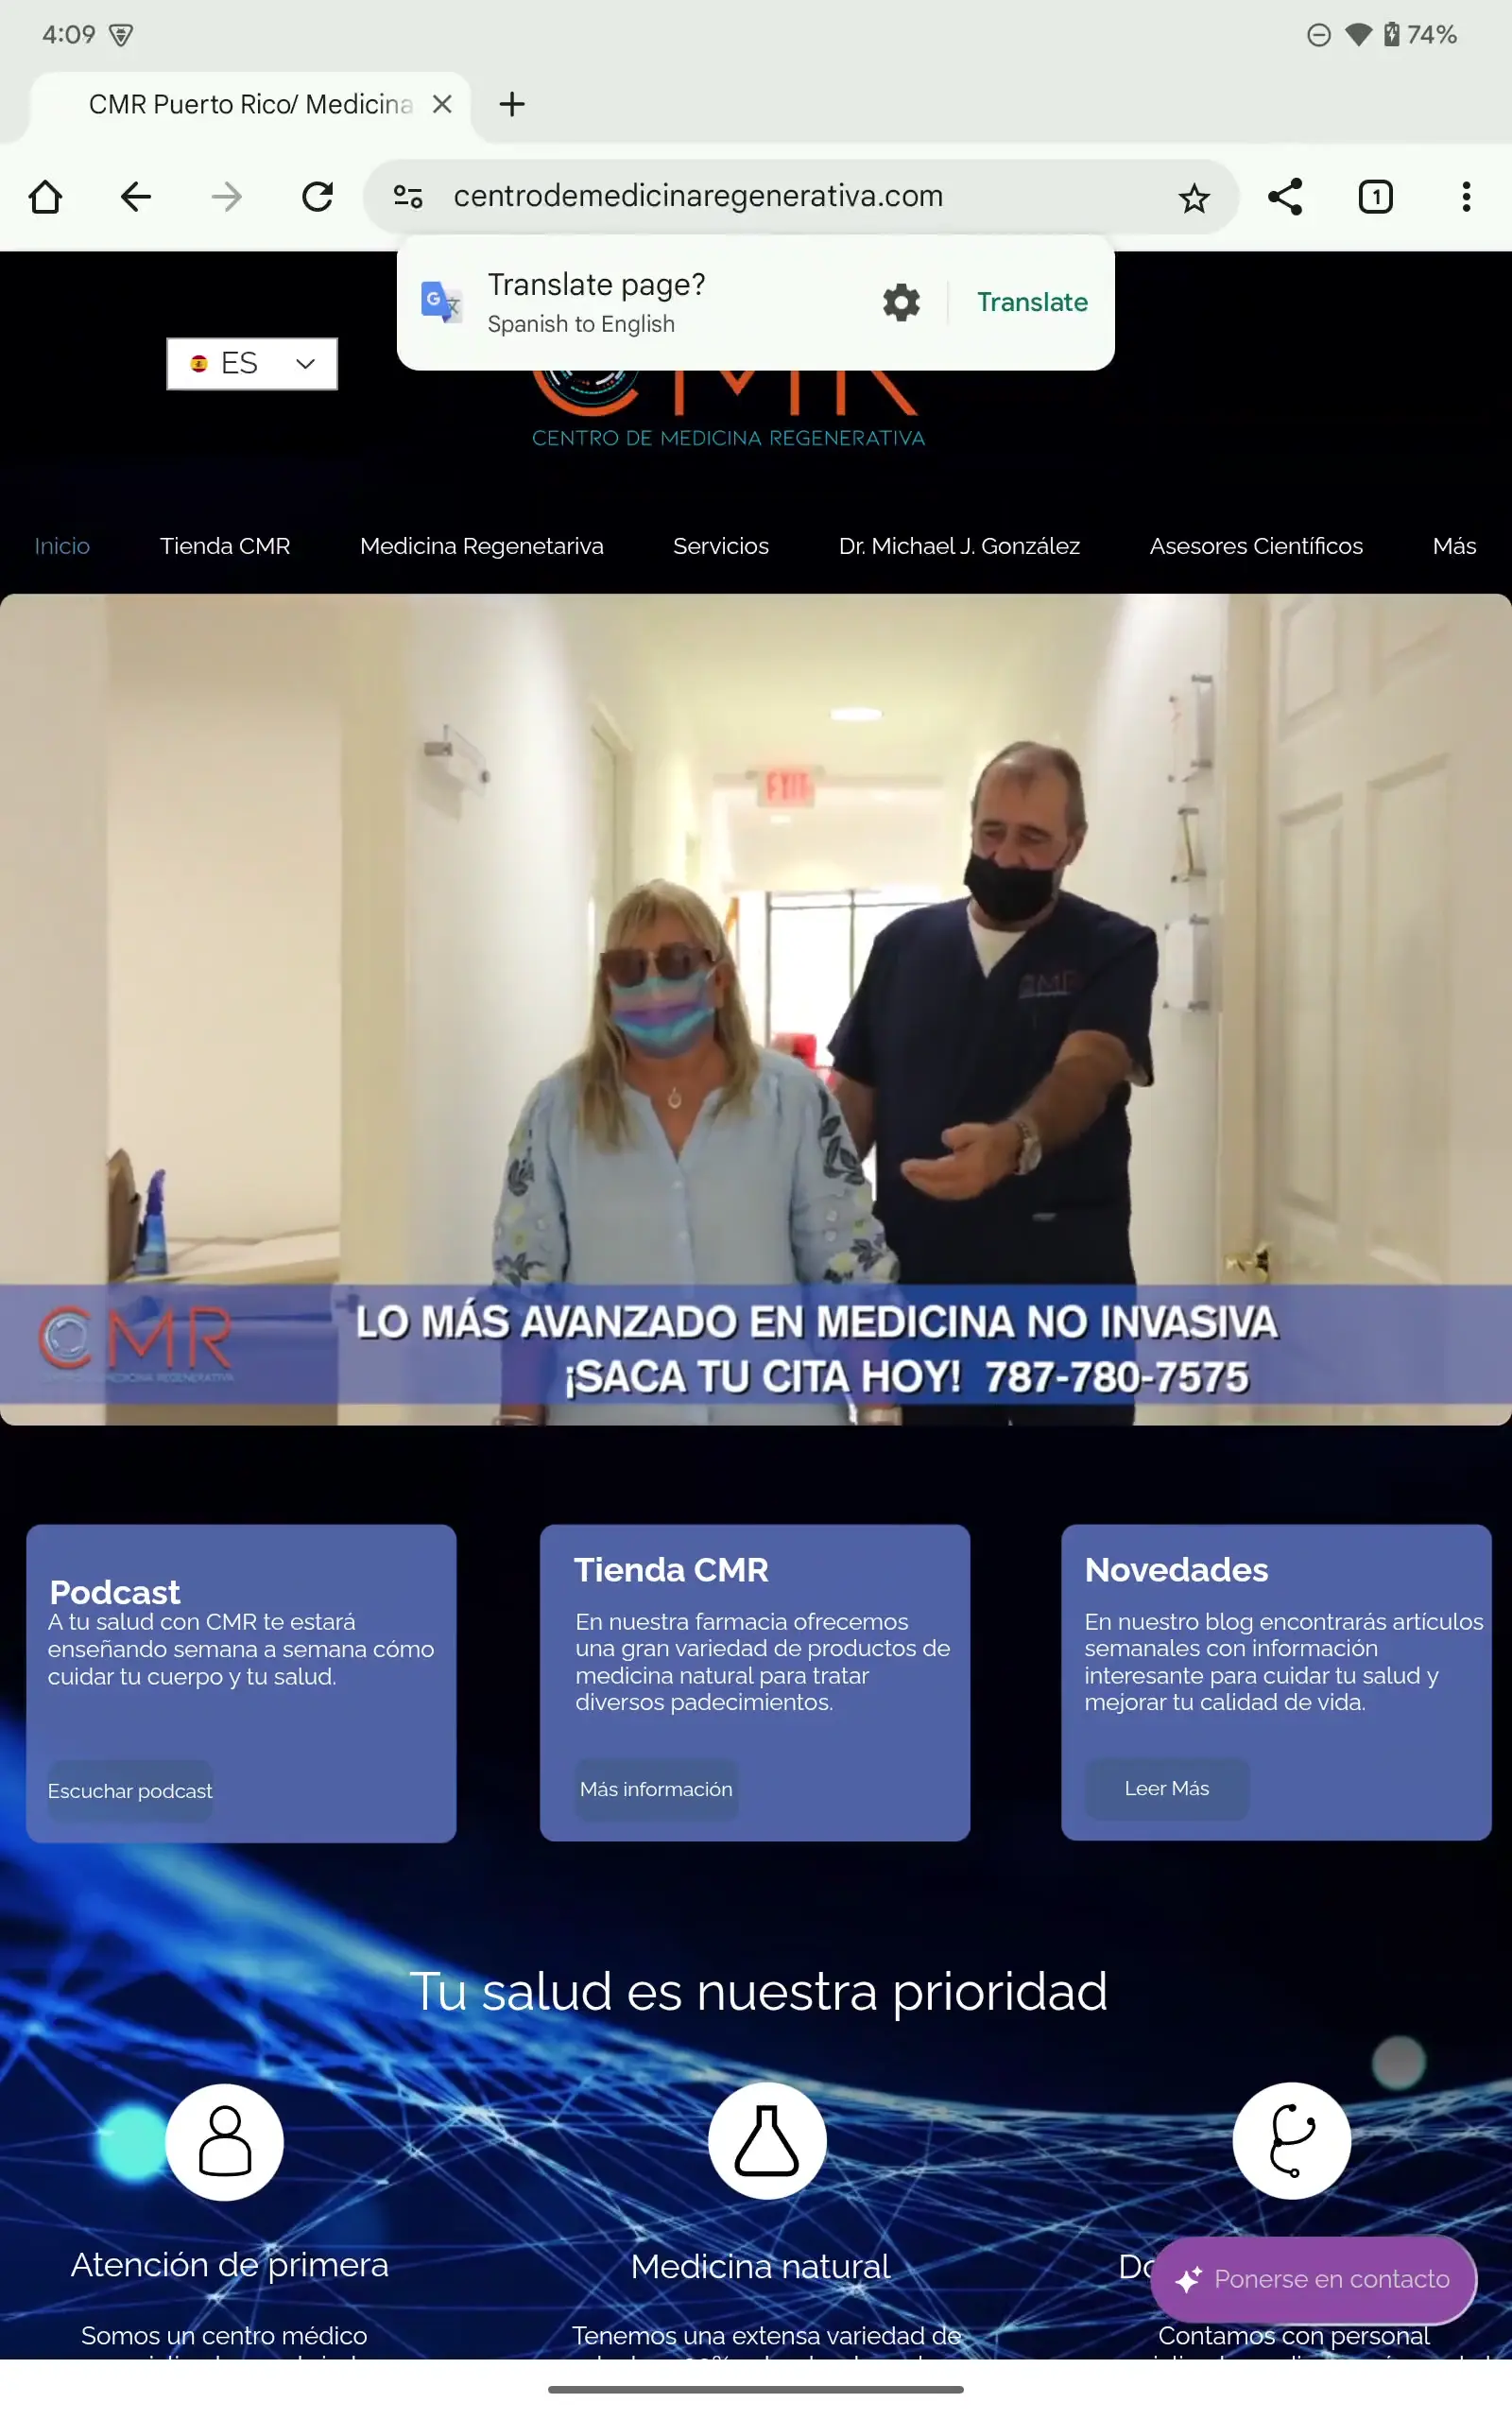 4:09
74%
CMR Puerto Rico/ Medicina
centrodemedicinaregenerativa.com
1
Translate page?
Spanish to English
Translate
ES
CMR
CENTRO DE MEDICINA REGENERATIVA
Inicio
Tienda CMR
Medicina Regenetariva
Servicios
Dr. Michael J. González
Asesores Científicos
Más
EXIT
CMR
CMR
LO MÁS AVANZADO EN MEDICINA NO INVASIVA
¡SACA TU CITA HOY! 787-780-7575
Podcast
A tu salud con CMR te estará
enseñando semana a semana cómo
cuidar tu cuerpo y tu salud.
Escuchar podcast
Tienda CMR
En nuestra farmacia ofrecemos
una gran variedad de productos de
medicina natural para tratar
diversos padecimientos.
Más información
Novedades
En nuestro blog encontrarás artículos
semanales con información
interesante para cuidar tu salud y
mejorar tu calidad de vida.
Leer Más
Tu salud es nuestra prioridad
Atención de primera
Somos un centro médico
Medicina natural
Tenemos una extensa variedad de
Ponerse en contacto
Contamos con personal